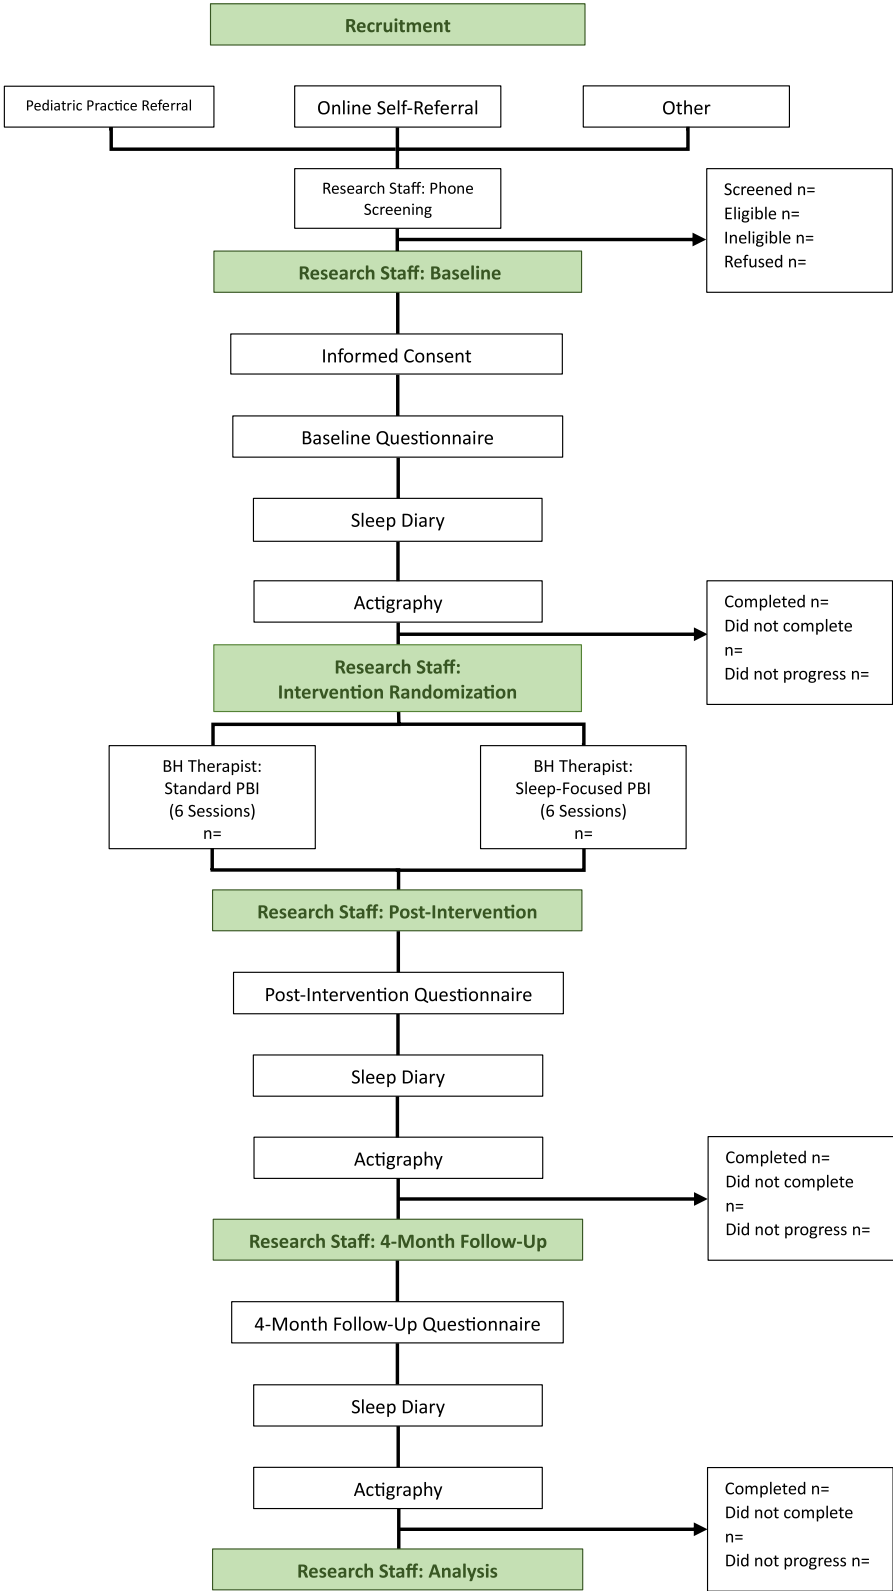 Recruitment
Pediatric Practice Referral
Online Self-Referral
Other
Research Staff: Phone
Screening
Screened n=
Eligible n=
Ineligible n=
Refused n=
Research Staff: Baseline
Informed Consent
Baseline Questionnaire
Sleep Diary
Actigraphy
Completed n=
Did not complete
n=
Did not progress n=
Research Staff:
Intervention Randomization
BH Therapist:
Standard PBI
(6 Sessions)
n=
BH Therapist:
Sleep-Focused PBI
(6 Sessions)
n=
Research Staff: Post-Intervention
Post-Intervention Questionnaire
Sleep Diary
Actigraphy
Completed n=
Did not complete
n=
Did not progress n=
Research Staff: 4-Month Follow-Up
4-Month Follow-Up Questionnaire
Sleep Diary
Actigraphy
Completed n=
Did not complete
n=
Did not progress n=
Research Staff: Analysis